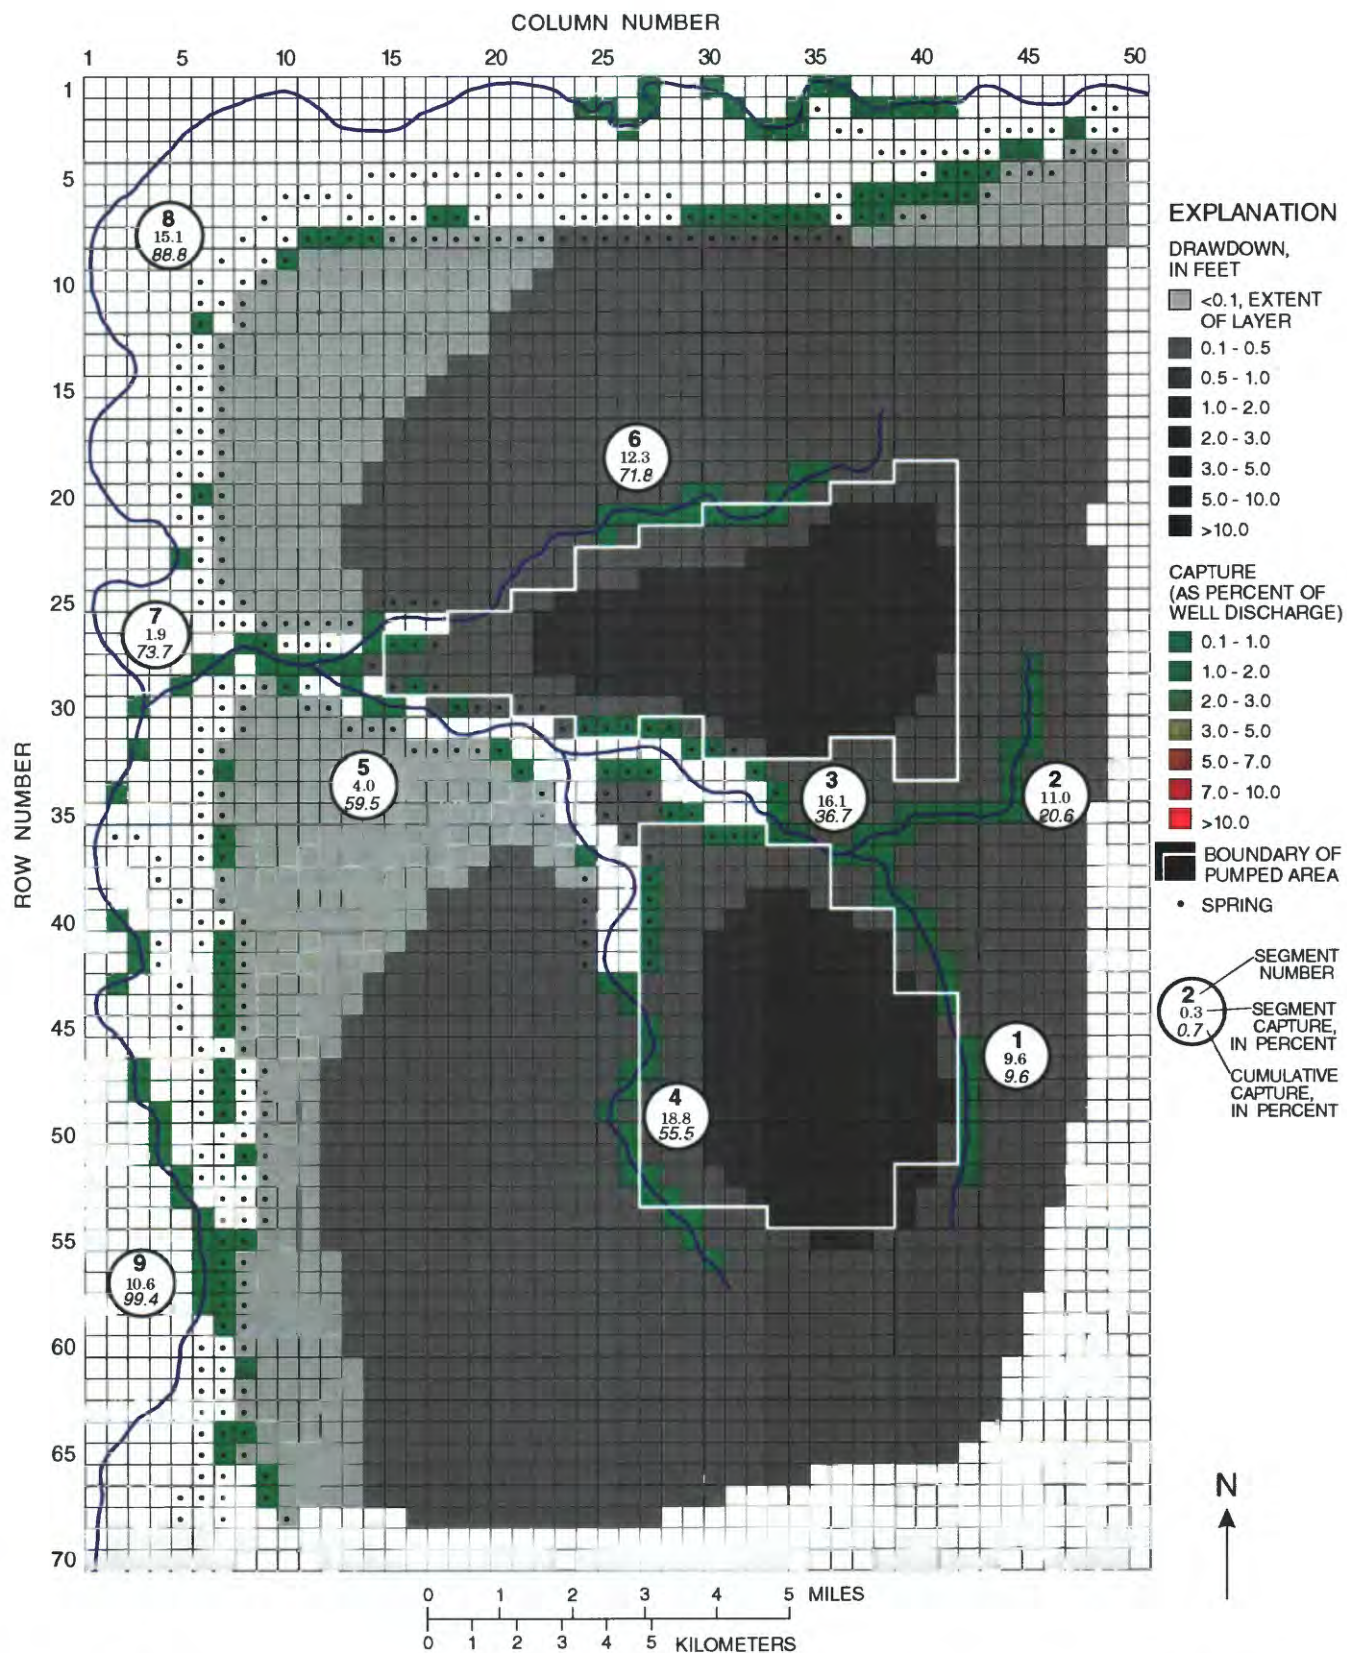 COLUMN NUMBER
1 5 10 15 20 25 30 35 40 45 50
ROW NUMBER
1
5
10
15
20
25
30
35
40
45
50
55
60
65
70
8
15.1
88.8
6
12.3
71.8
7
1.9
73.7
5
4.0
59.5
3
16.1
36.7
2
11.0
20.6
1
9.6
9.6
4
18.8
55.5
9
10.6
99.4
EXPLANATION
DRAWDOWN,
IN FEET
<0.1, EXTENT
OF LAYER
0.1 - 0.5
0.5 - 1.0
1.0 - 2.0
2.0 - 3.0
3.0 - 5.0
5.0 - 10.0
>10.0
CAPTURE
(AS PERCENT OF
WELL DISCHARGE)
0.1 - 1.0
1.0 - 2.0
2.0 - 3.0
3.0 - 5.0
5.0 - 7.0
7.0 - 10.0
>10.0
BOUNDARY OF
PUMPED AREA
SPRING
2
0.3
0.7
SEGMENT
NUMBER
SEGMENT
CAPTURE,
IN PERCENT
CUMULATIVE
CAPTURE,
IN PERCENT
N
0 1 2 3 4 5 MILES
0 1 2 3 4 5 KILOMETERS